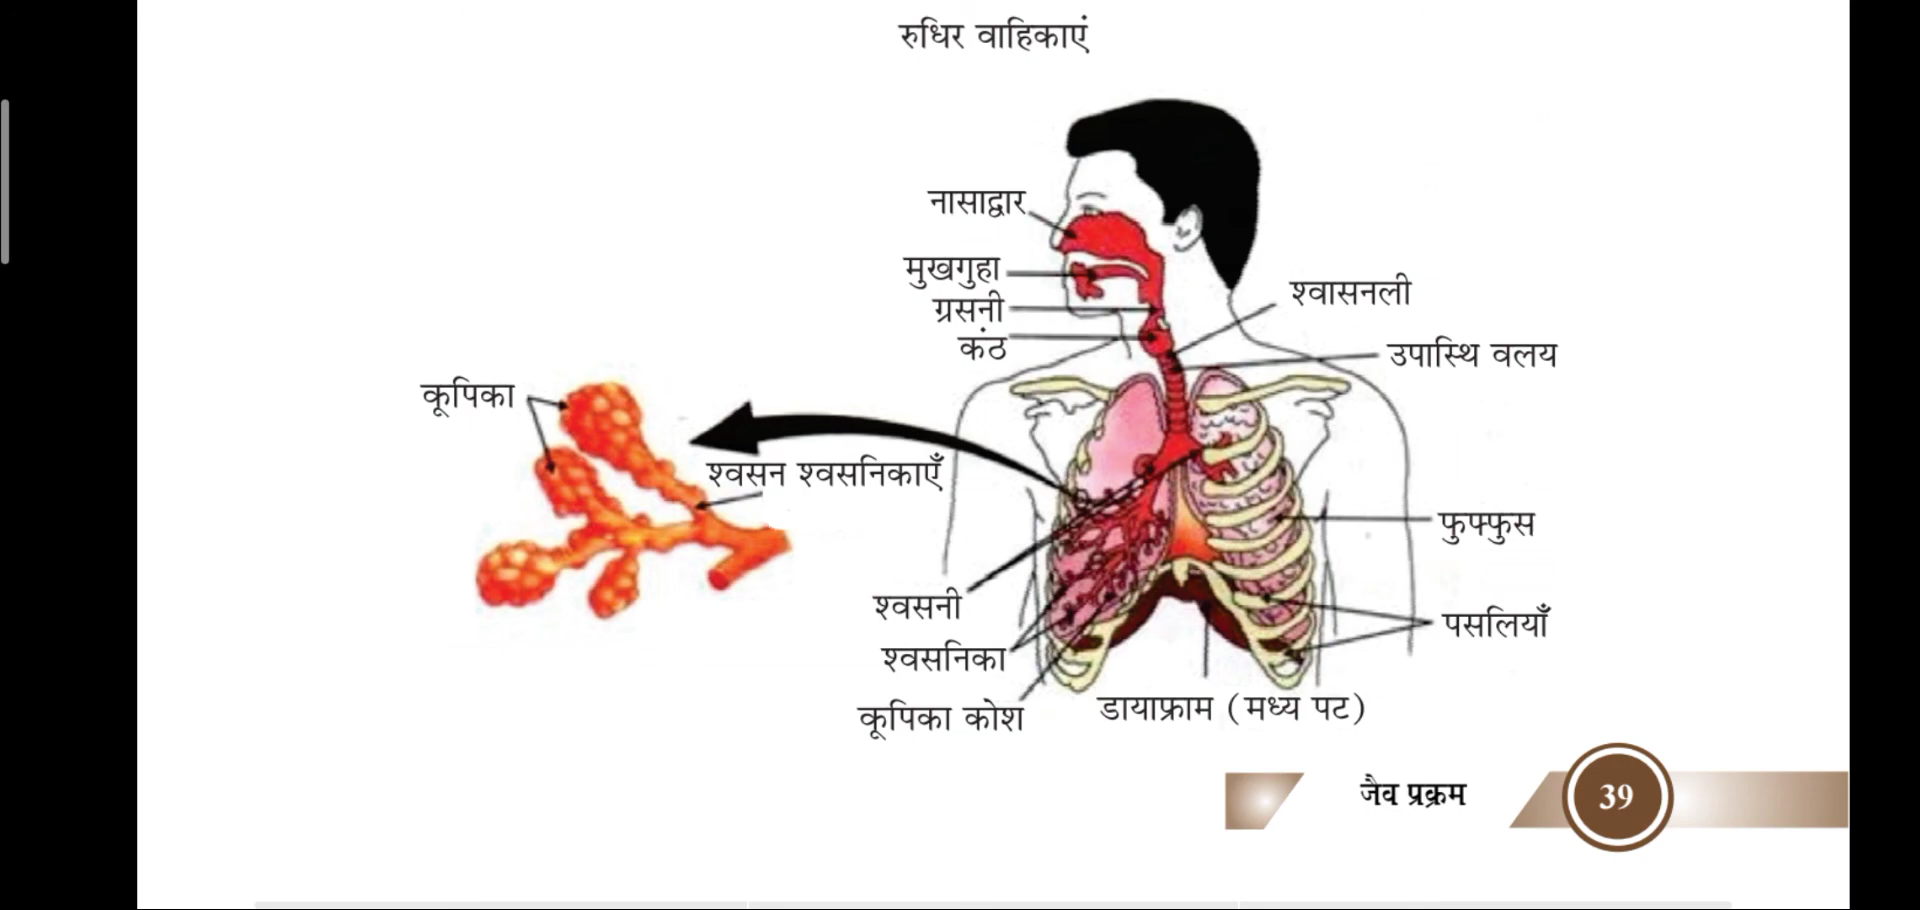 रुधिर वाहिकाएं
नासाद्वार
मुखगुहा
ग्रसनी
कंठ
श्वासनली
उपास्थि वलय
कूपिका
श्वसन श्वसनिकाएँ
फुफ्फुस
श्वसनी
पसलियाँ
श्वसनिका
कूपिका कोश
डायाफ्राम (मध्य पट)
जैव प्रक्रम
39